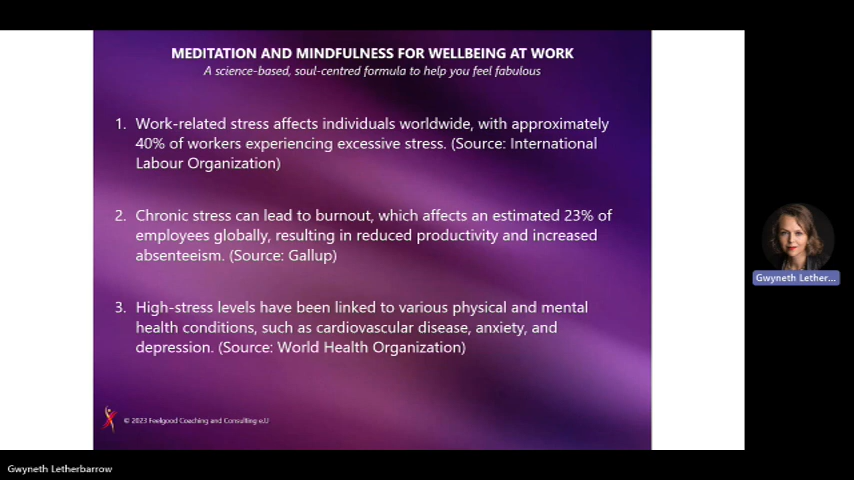 MEDITATION AND MINDFULNESS FOR WELLBEING AT WORK
A science-based, soul-centred formula to help you feel fabulous
1. Work-related stress affects individuals worldwide, with approximately
40% of workers experiencing excessive stress. (Source: International
Labour Organization)
2. Chronic stress can lead to burnout, which affects an estimated 23% of
employees globally, resulting in reduced productivity and increased
absenteeism. (Source: Gallup)
3. High-stress levels have been linked to various physical and mental
health conditions, such as cardiovascular disease, anxiety, and
depression. (Source: World Health Organization)
© 2023 Feelgood Coaching and Consulting e.U
Gwyneth Lether...
Gwyneth Letherbarrow